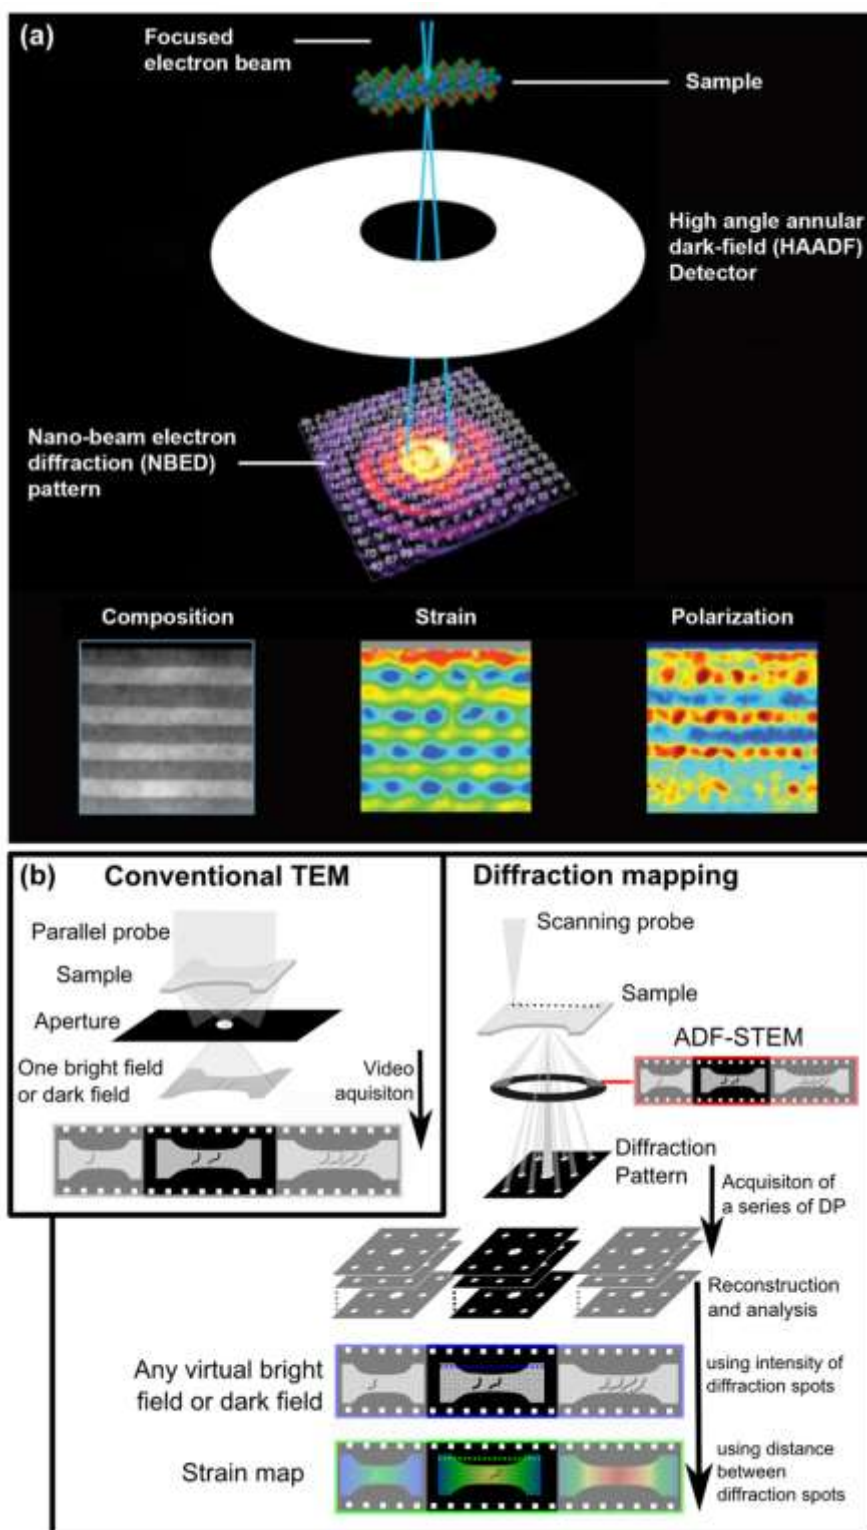 (a)
Focused
electron beam
Sample
High angle annular
dark-field (HAADF)
Detector
Nano-beam electron
diffraction (NBED)
pattern
Composition
Strain
Polarization
(b)
Conventional TEM
Parallel probe
Sample
Aperture
One bright field
or dark field
Video
aquisiton
Diffraction mapping
Scanning probe
Sample
ADF-STEM
Diffraction
Pattern
Acquisiton of
a series of DP
Reconstruction
and analysis
Any virtual bright
field or dark field
using intensity of
diffraction spots
Strain map
using distance
between
diffraction spots